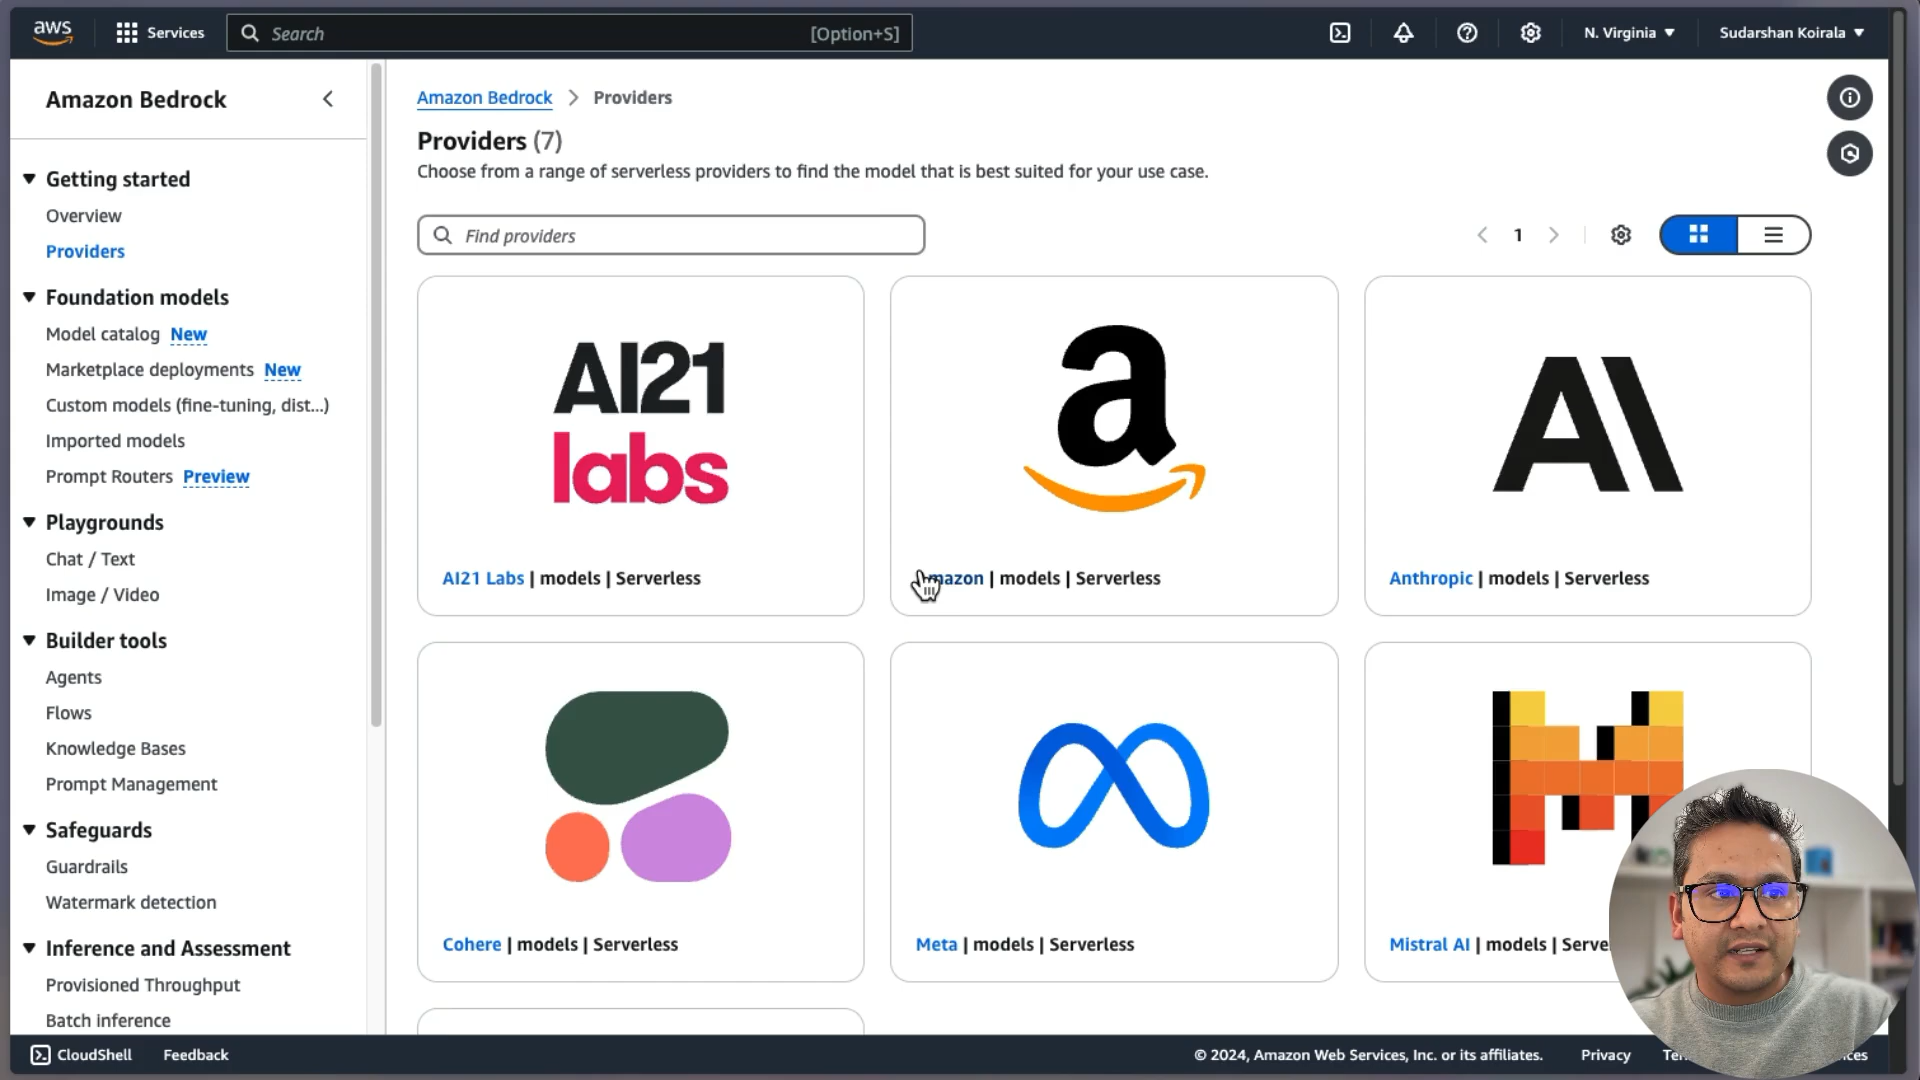 aws
Services
Search
[Option+S]
N. Virginia
Sudarshan Koirala
Amazon Bedrock
Getting started
Overview
Providers
Foundation models
Model catalog New
Marketplace deployments New
Custom models (fine-tuning, dist...)
Imported models
Prompt Routers Preview
Playgrounds
Chat / Text
Image / Video
Builder tools
Agents
Flows
Knowledge Bases
Prompt Management
Safeguards
Guardrails
Watermark detection
Inference and Assessment
Provisioned Throughput
Batch inference
Amazon Bedrock > Providers
Providers (7)
Choose from a range of serverless providers to find the model that is best suited for your use case.
Find providers
1
AI21
labs
AI21 Labs | models | Serverless
a
Amazon | models | Serverless
A\
Anthropic | models | Serverless
Cohere | models | Serverless
Meta | models | Serverless
M
Mistral AI | models |
CloudShell
Feedback
© 2024, Amazon Web Services, Inc. or its affiliates.
Privacy